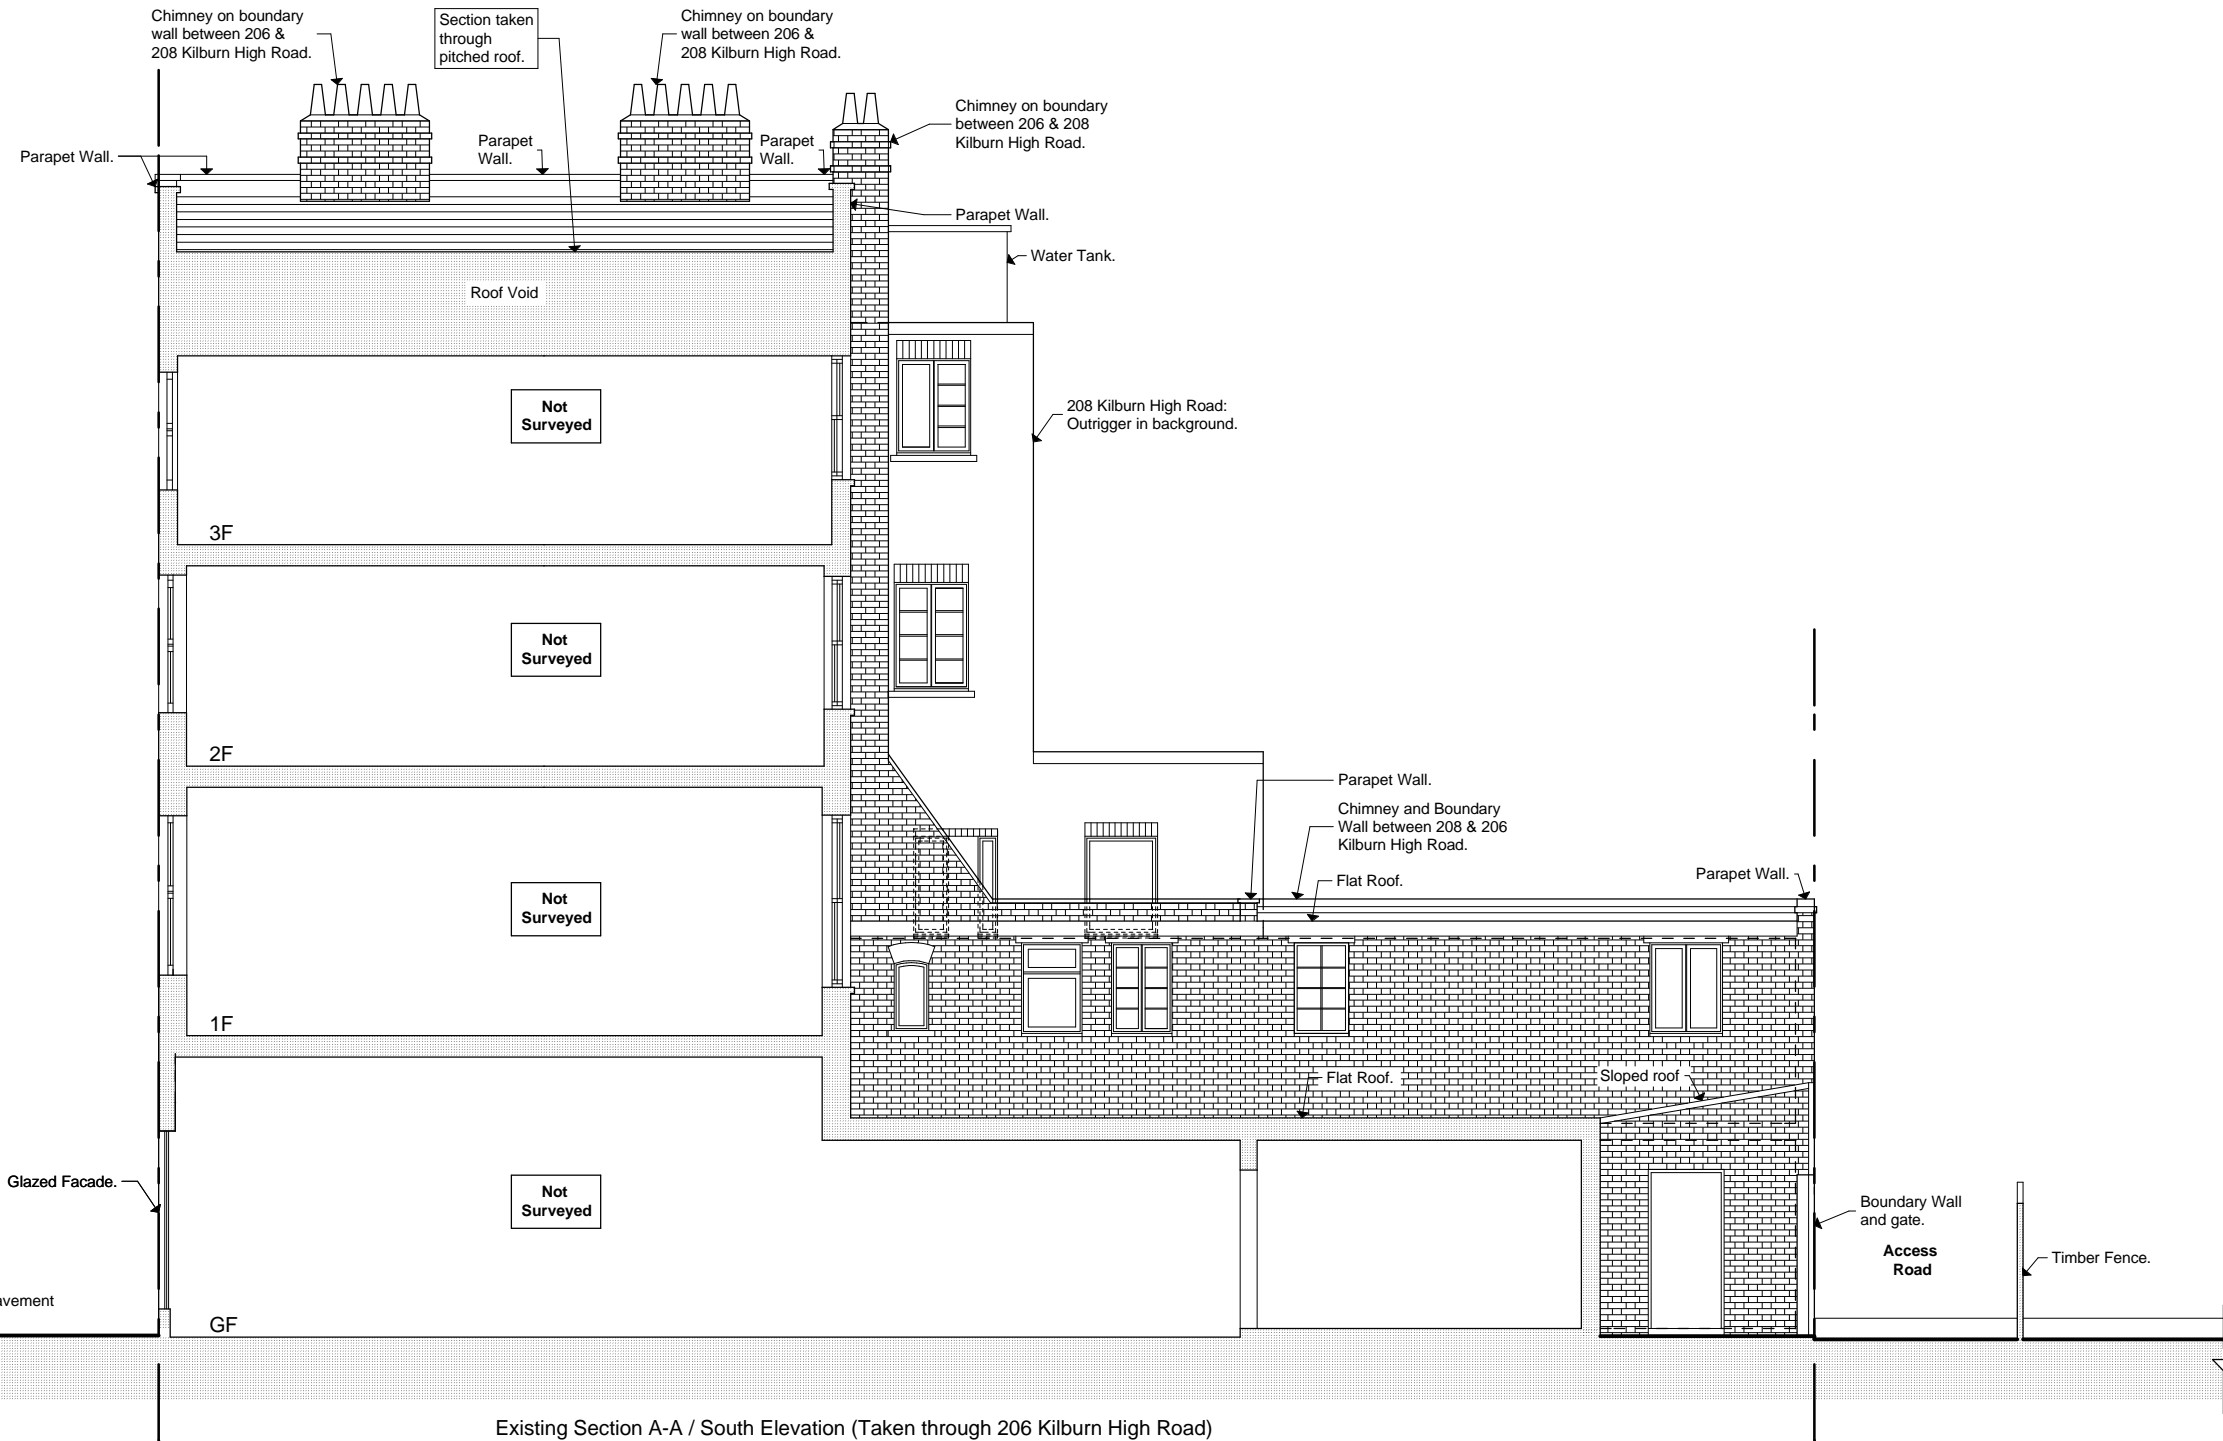 Chimney on boundary
wall between 206 &
208 Kilburn High Road.
Section taken
through
pitched roof.
Chimney on boundary
wall between 206 &
208 Kilburn High Road.
Chimney on boundary
between 206 & 208
Kilburn High Road.
Parapet Wall.
Parapet
Wall.
Parapet
Wall.
Parapet Wall.
Water Tank.
Roof Void
Not
Surveyed
208 Kilburn High Road:
Outrigger in background.
3F
Not
Surveyed
2F
Parapet Wall.
Chimney and Boundary
Wall between 208 & 206
Kilburn High Road.
Flat Roof.
Parapet Wall.
Not
Surveyed
1F
Flat Roof.
Sloped roof
Glazed Facade.
Not
Surveyed
Boundary Wall
and gate.
Access
Road
Timber Fence.
avement
GF
Existing Section A-A / South Elevation (Taken through 206 Kilburn High Road)